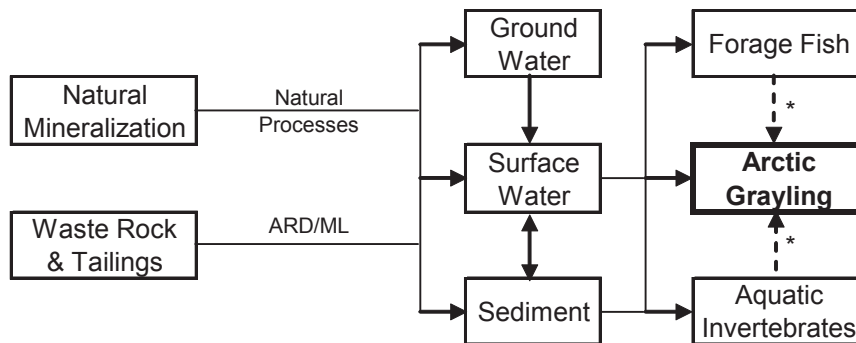 Ground
Water
Forage Fish
Natural
Mineralization
Natural
Processes
*
Surface
Water
Arctic
Grayling
Waste Rock
& Tailings
ARD/ML
*
Sediment
Aquatic
Invertebrates